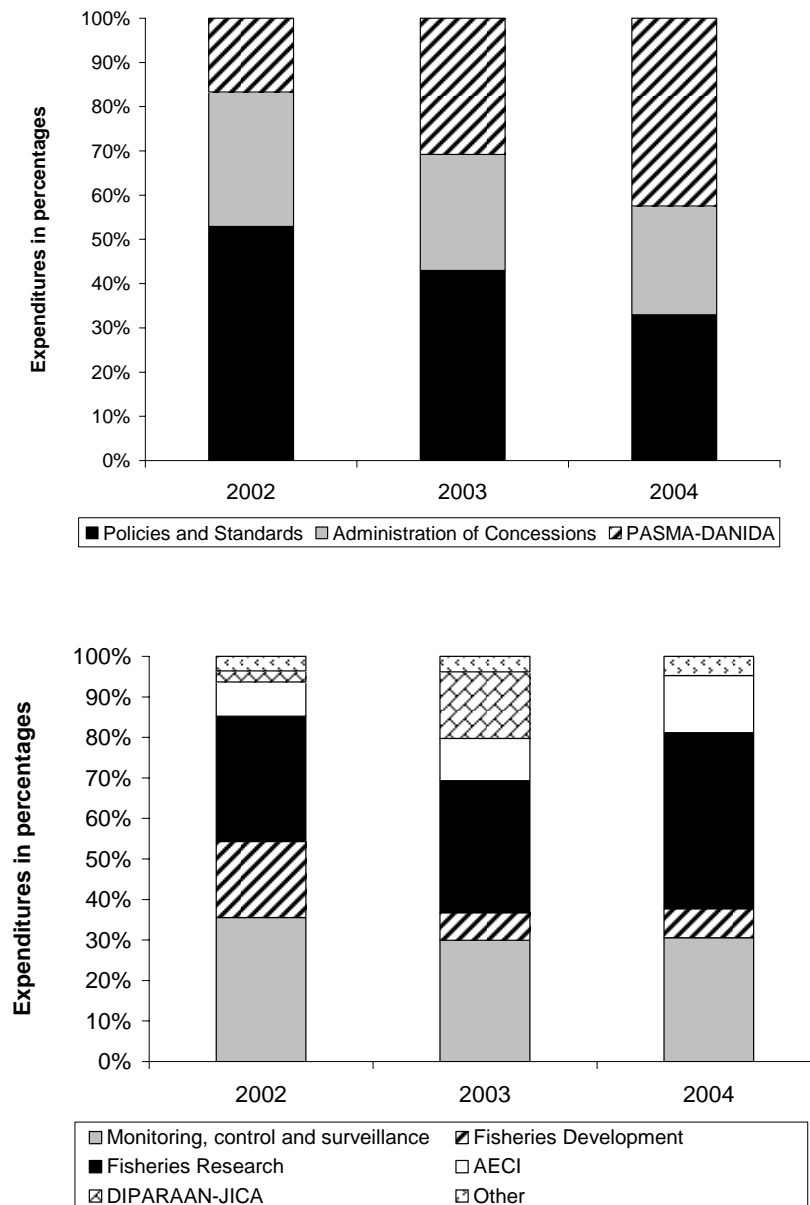 100%
90%
80%
70%
60%
50%
40%
30%
20%
10%
0%
Expenditures in percentages
2002 2003 2004
Policies and Standards Administration of Concessions PASMA-DANIDA
100%
90%
80%
70%
60%
50%
40%
30%
20%
10%
0%
Expenditures in percentages
2002 2003 2004
Monitoring, control and surveillance Fisheries Development
Fisheries Research AECI
DIPARAAN-JICA Other